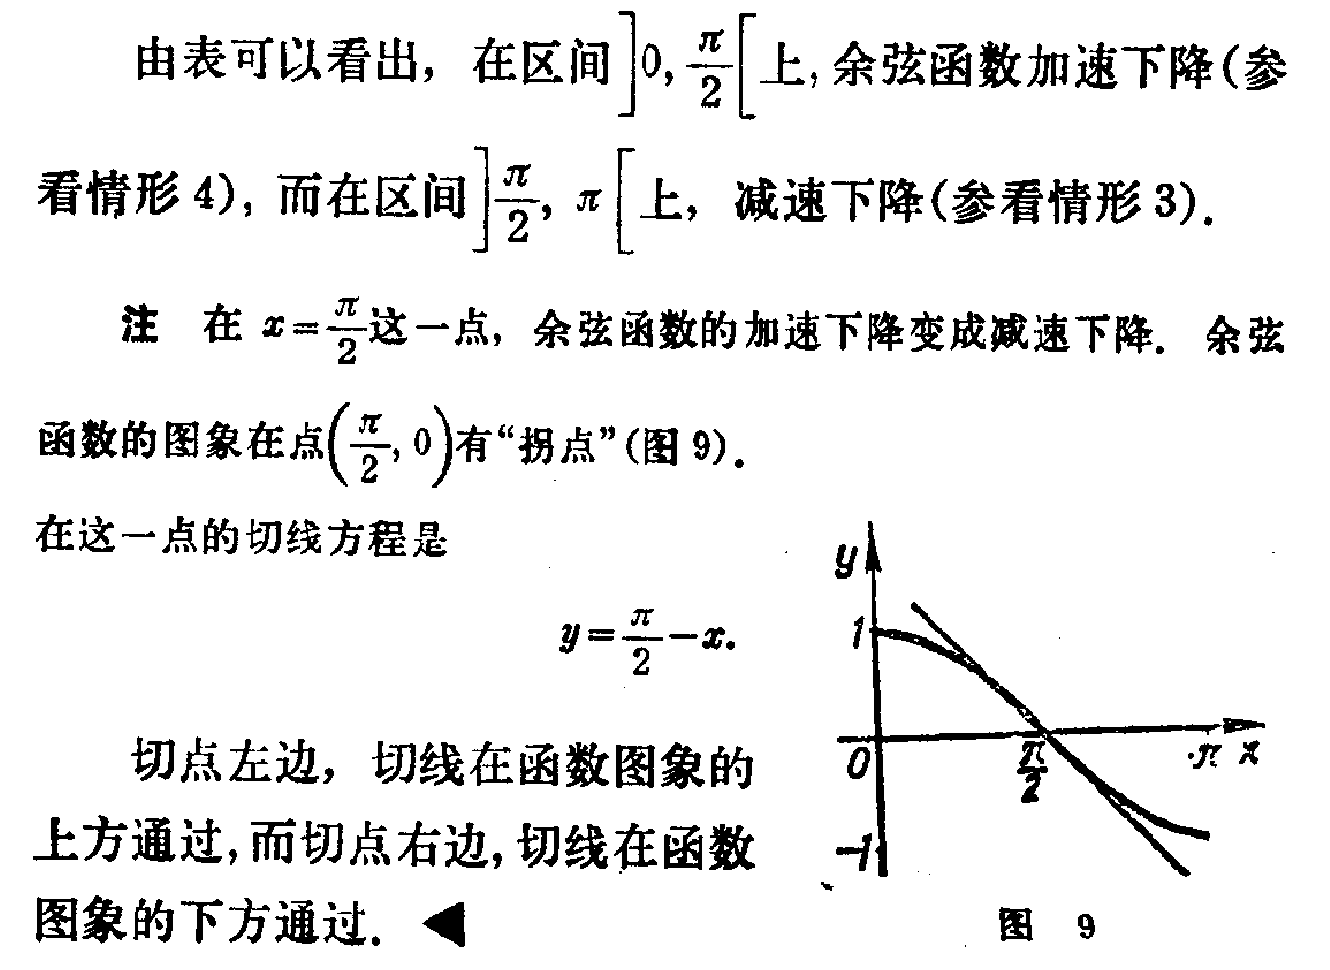 由表可以看出，在区间]0, π/2[上,余弦函数加速下降(参
看情形4)，而在区间]π/2, π[上，减速下降(参看情形3).
注 在 x=π/2这一点，余弦函数的加速下降变成减速下降. 余弦
函数的图象在点(π/2, 0)有“拐点”(图9).
在这一点的切线方程是
y=π/2-x.
切点左边，切线在函数图象的
上方通过,而切点右边,切线在函数
图象的下方通过. ◀
y
1
0
π/2
π x
-1
图 9